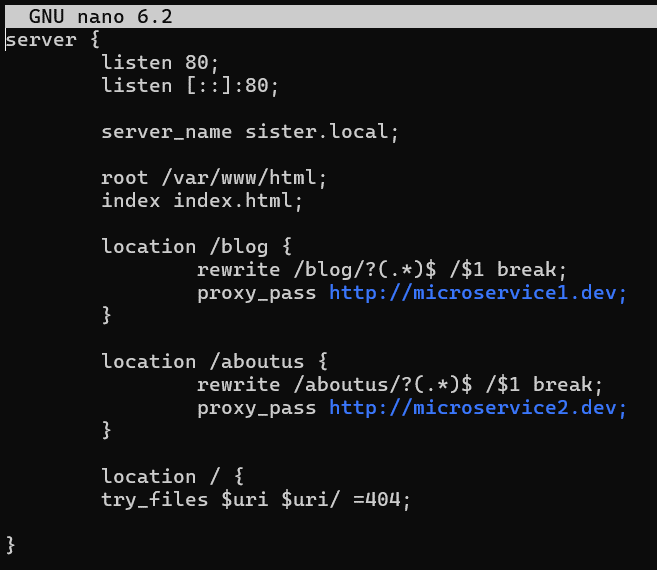 GNU nano 6.2
server {
listen 80;
listen [::]:80;
server_name sister.local;
root /var/www/html;
index index.html;
location /blog {
rewrite /blog/?(.*)$ /$1 break;
proxy_pass http://microservice1.dev;
}
location /aboutus {
rewrite /aboutus/?(.*)$ /$1 break;
proxy_pass http://microservice2.dev;
}
location / {
try_files $uri $uri/ =404;
}